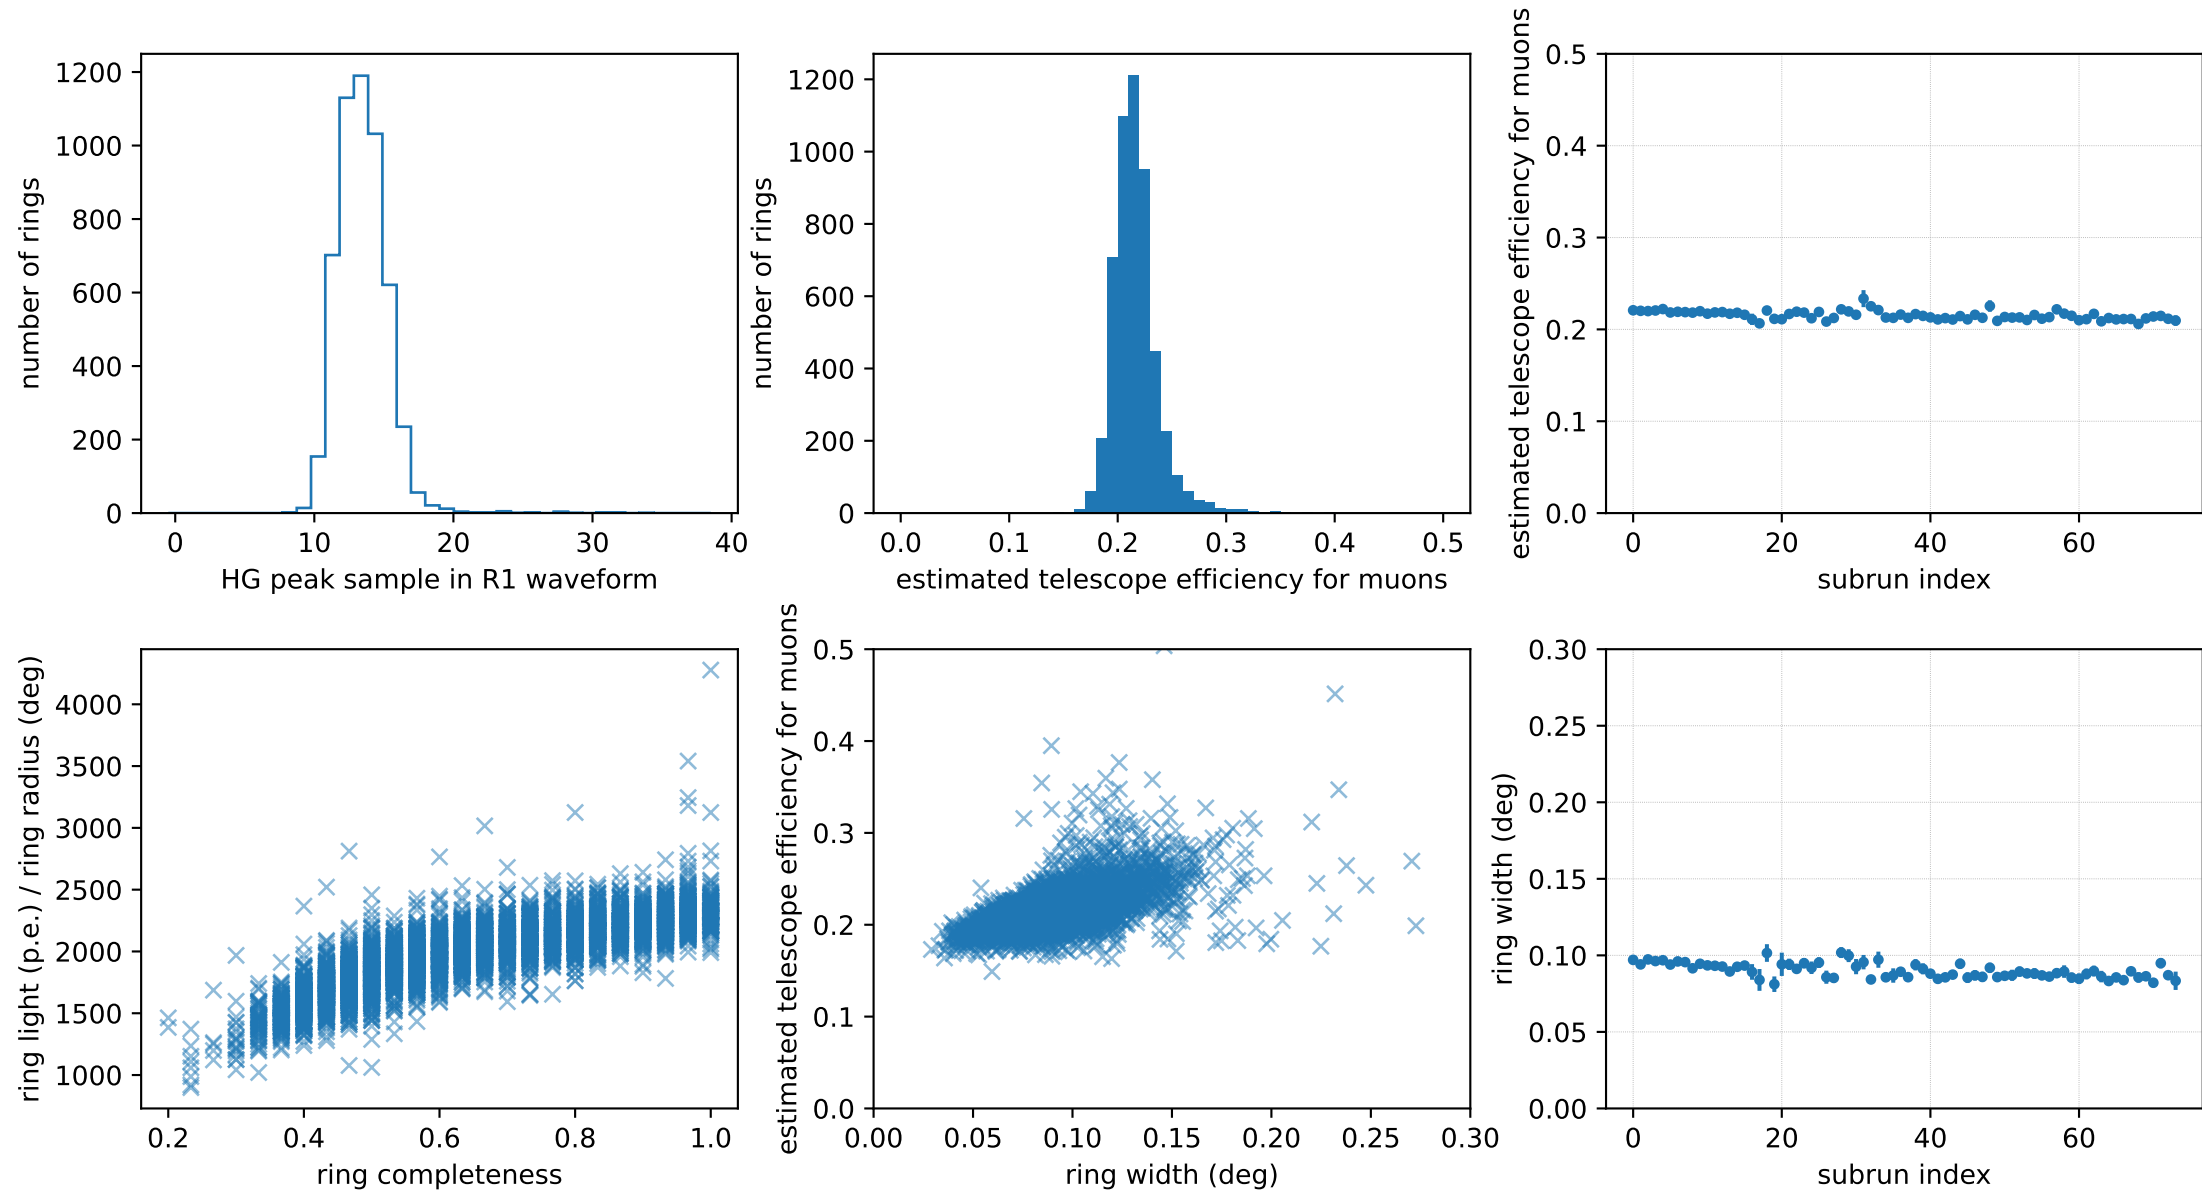 number of rings
1200
1000
800
600
400
200
0
0 10 20 30 40
HG peak sample in R1 waveform
number of rings
1200
1000
800
600
400
200
0
0.0 0.1 0.2 0.3 0.4 0.5
estimated telescope efficiency for muons
estimated telescope efficiency for muons
0.5
0.4
0.3
0.2
0.1
0.0
0 20 40 60
subrun index
ring light (p.e.) / ring radius (deg)
4000
3500
3000
2500
2000
1500
1000
0.2 0.4 0.6 0.8 1.0
ring completeness
estimated telescope efficiency for muons
0.5
0.4
0.3
0.2
0.1
0.0
0.00 0.05 0.10 0.15 0.20 0.25 0.30
ring width (deg)
ring width (deg)
0.30
0.25
0.20
0.15
0.10
0.05
0.00
0 20 40 60
subrun index